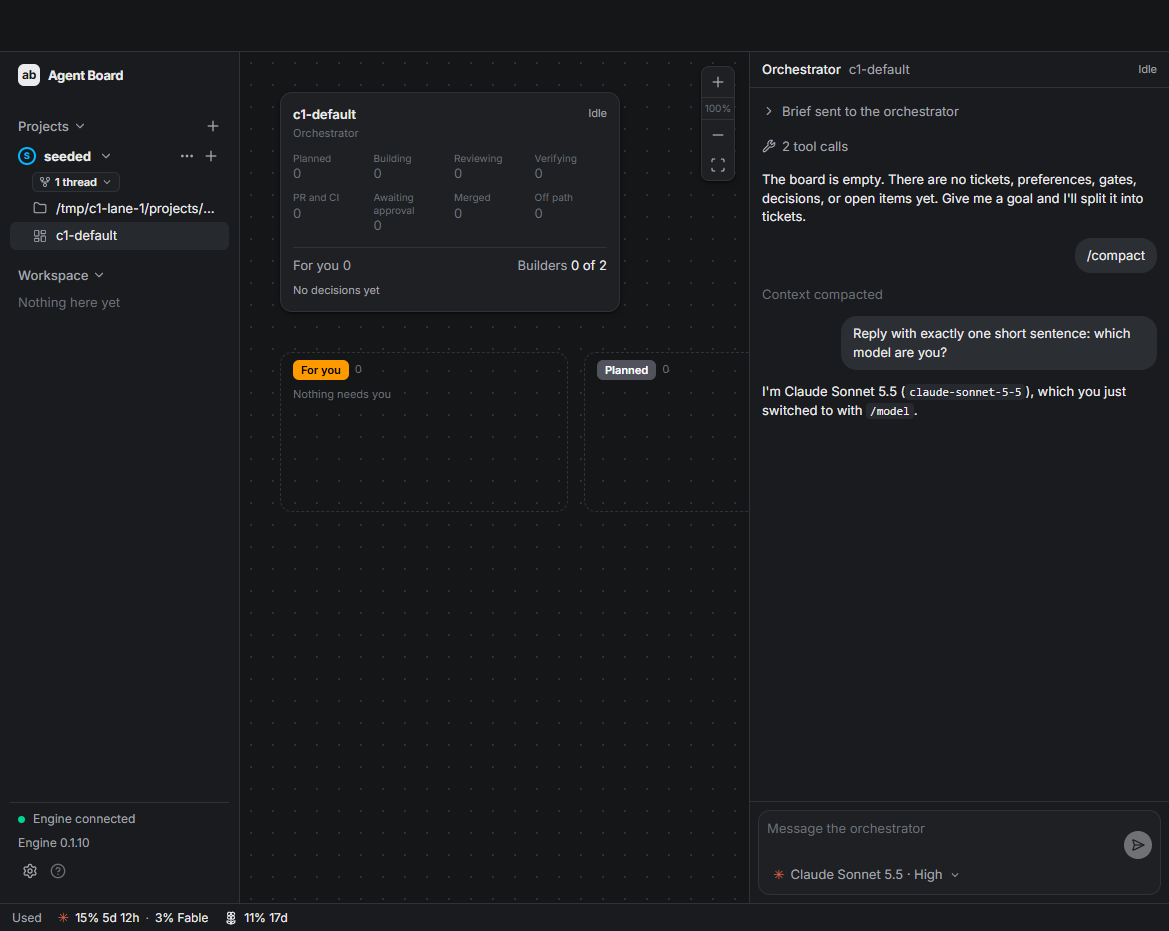 ab Agent Board
Projects
S seeded
1 thread
/tmp/c1-lane-1/projects/...
c1-default
Workspace
Nothing here yet
Engine connected
Engine 0.1.10
c1-default
Idle
Orchestrator
Planned
0
Building
0
Reviewing
0
Verifying
0
PR and CI
0
Awaiting
approval
0
Merged
0
Off path
0
For you 0
Builders 0 of 2
No decisions yet
100%
For you 0
Nothing needs you
Planned 0
Orchestrator c1-default
Idle
Brief sent to the orchestrator
2 tool calls
The board is empty. There are no tickets, preferences, gates,
decisions, or open items yet. Give me a goal and I'll split it into
tickets.
/compact
Context compacted
Reply with exactly one short sentence: which
model are you?
I'm Claude Sonnet 5.5 (claude-sonnet-5-5), which you just
switched to with /model.
Message the orchestrator
Claude Sonnet 5.5 · High
Used 15% 5d 12h · 3% Fable 11% 17d